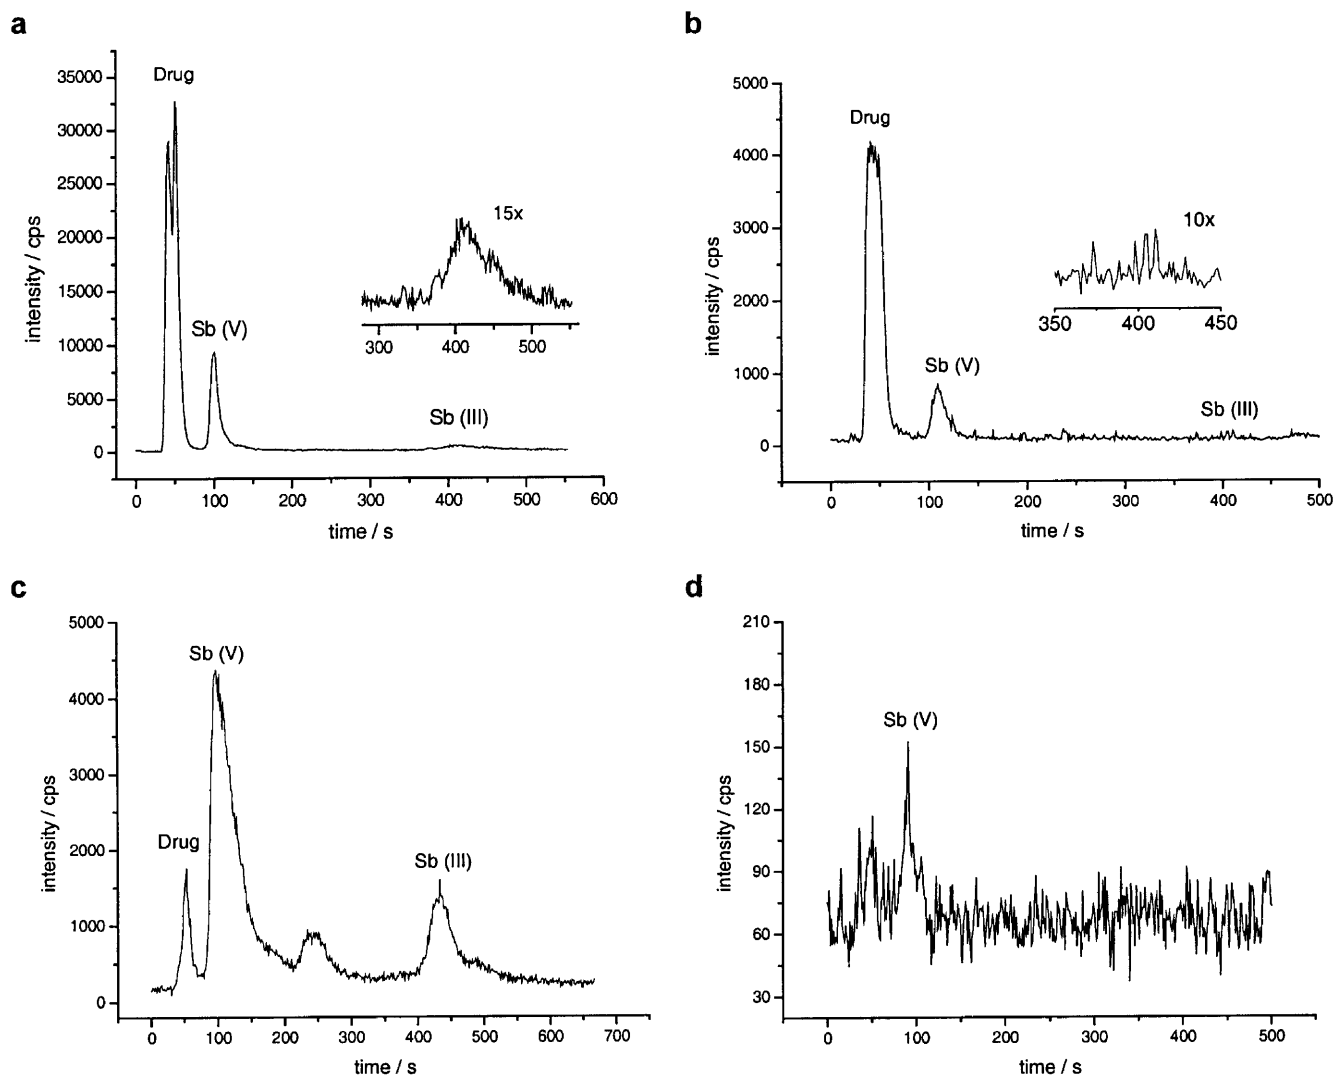 a
35000
30000
25000
20000
15000
10000
5000
0
intensity / cps
Drug
Sb (V)
15x
300 400 500
Sb (III)
0 100 200 300 400 500 600
time / s
b
5000
4000
3000
2000
1000
0
intensity / cps
Drug
Sb (V)
10x
350 400 450
Sb (III)
0 100 200 300 400 500
time / s
c
5000
4000
3000
2000
1000
0
intensity / cps
Sb (V)
Drug
Sb (III)
0 100 200 300 400 500 600 700
time / s
d
210
180
150
120
90
60
30
intensity / cps
Sb (V)
0 100 200 300 400 500
time / s